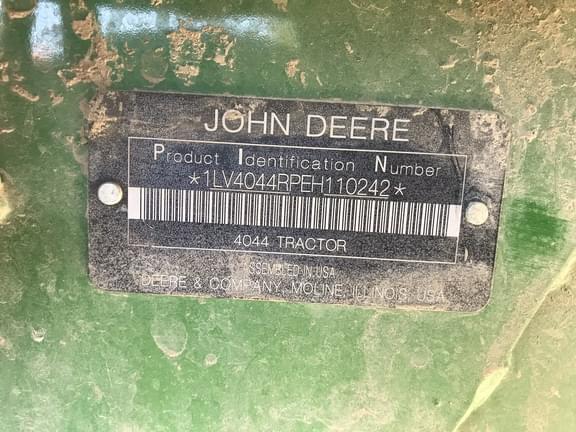 JOHN DEERE
Product Identification Number
*1LV4044RPEH110242*
4044 TRACTOR
ASSEMBLED IN USA
DEERE & COMPANY, MOLINE, ILLINOIS, USA